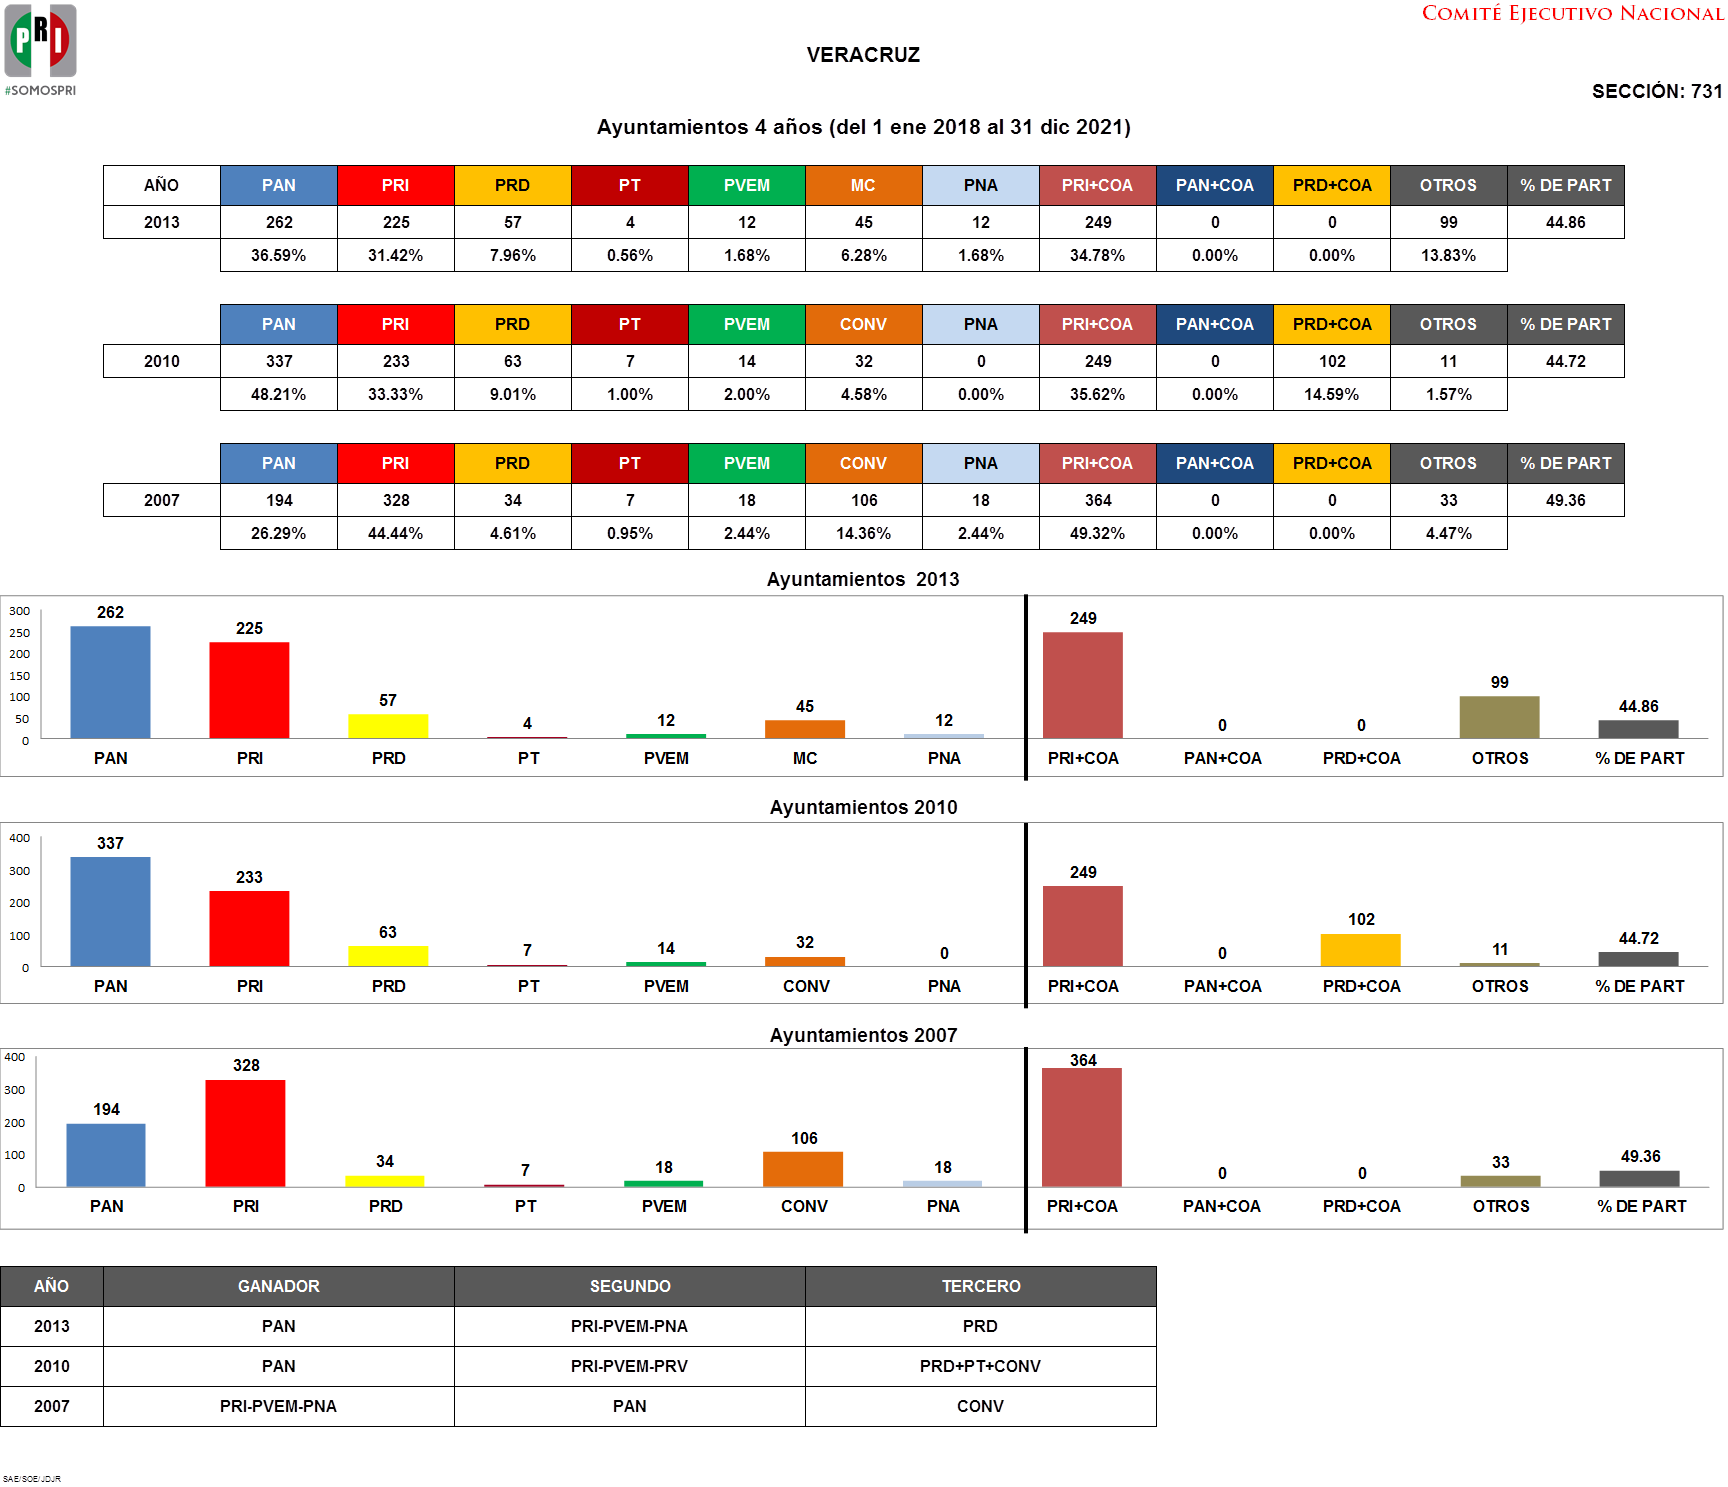 PRI
#SOMOSPRI
COMITÉ EJECUTIVO NACIONAL
VERACRUZ
SECCIÓN: 731
Ayuntamientos 4 años (del 1 ene 2018 al 31 dic 2021)
AÑO PAN PRI PRD PT PVEM MC PNA PRI+COA PAN+COA PRD+COA OTROS % DE PART
2013 262 225 57 4 12 45 12 249 0 0 99 44.86
36.59% 31.42% 7.96% 0.56% 1.68% 6.28% 1.68% 34.78% 0.00% 0.00% 13.83%
PAN PRI PRD PT PVEM CONV PNA PRI+COA PAN+COA PRD+COA OTROS % DE PART
2010 337 233 63 7 14 32 0 249 0 102 11 44.72
48.21% 33.33% 9.01% 1.00% 2.00% 4.58% 0.00% 35.62% 0.00% 14.59% 1.57%
PAN PRI PRD PT PVEM CONV PNA PRI+COA PAN+COA PRD+COA OTROS % DE PART
2007 194 328 34 7 18 106 18 364 0 0 33 49.36
26.29% 44.44% 4.61% 0.95% 2.44% 14.36% 2.44% 49.32% 0.00% 0.00% 4.47%
Ayuntamientos 2013
300
250
200
150
100
50
0
262 225 57 4 12 45 12 249 0 0 99 44.86
PAN PRI PRD PT PVEM MC PNA PRI+COA PAN+COA PRD+COA OTROS % DE PART
Ayuntamientos 2010
400
300
200
100
0
337 233 63 7 14 32 0 249 0 102 11 44.72
PAN PRI PRD PT PVEM CONV PNA PRI+COA PAN+COA PRD+COA OTROS % DE PART
Ayuntamientos 2007
400
300
200
100
0
194 328 34 7 18 106 18 364 0 0 33 49.36
PAN PRI PRD PT PVEM CONV PNA PRI+COA PAN+COA PRD+COA OTROS % DE PART
AÑO GANADOR SEGUNDO TERCERO
2013 PAN PRI-PVEM-PNA PRD
2010 PAN PRI-PVEM-PRV PRD+PT+CONV
2007 PRI-PVEM-PNA PAN CONV
SAE/SOE/JDJR